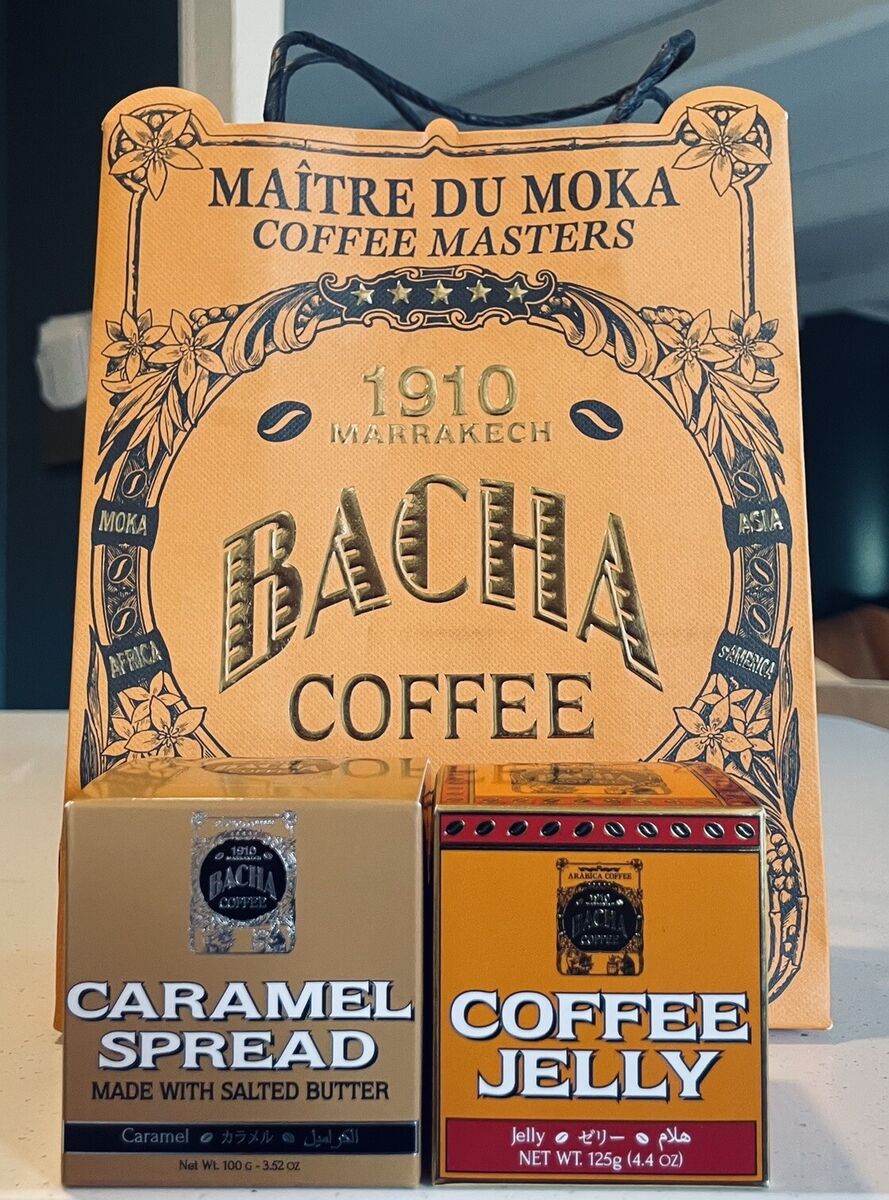 MAÎTRE DU MOKA
COFFEE MASTERS
1910
MARRAKECH
MOKA
ASIA
BACHA
AFRICA
S.AMERICA
COFFEE
1910
MARRAKECH
BACHA
COFFEE
CARAMEL
SPREAD
MADE WITH SALTED BUTTER
Caramel カラメル الكراميل
Net Wt. 100 G - 3.52 OZ
ARABICA COFFEE
1910
BACHA
COFFEE
COFFEE
JELLY
Jelly ゼリー هلام
NET WT. 125g (4.4 OZ)